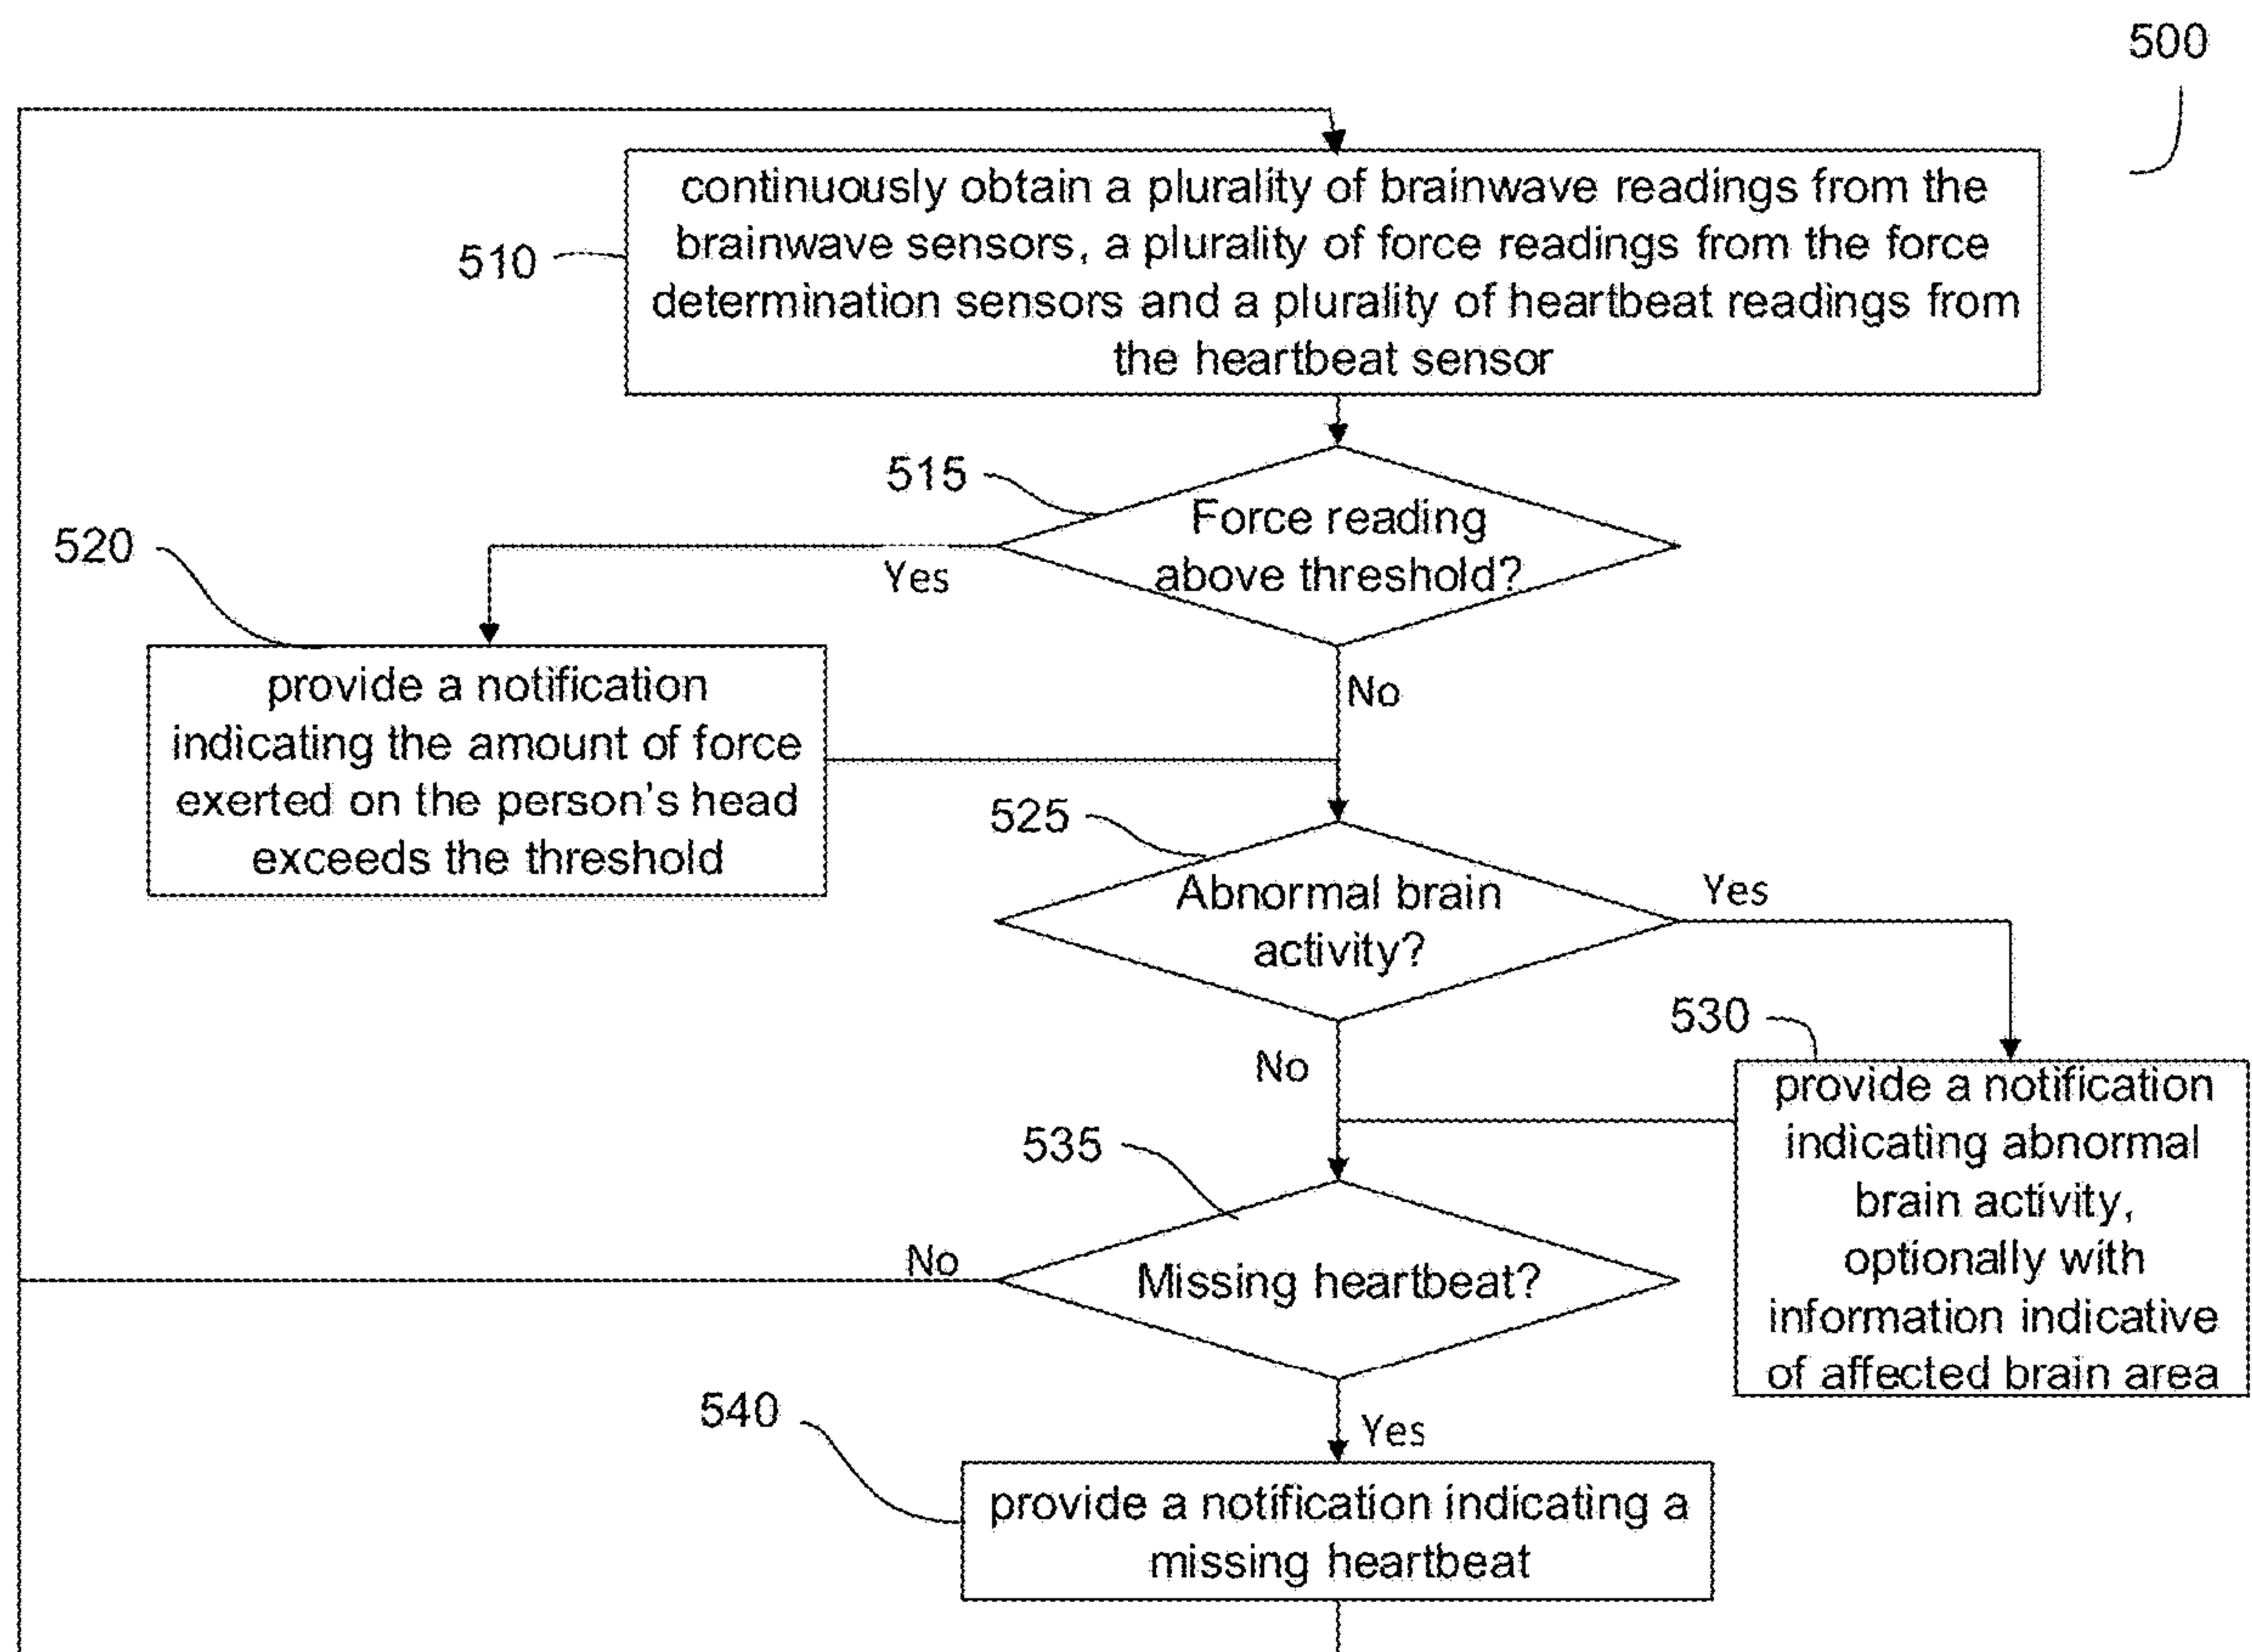 500
continuously obtain a plurality of brainwave readings from the
brainwave sensors, a plurality of force readings from the force
determination sensors and a plurality of heartbeat readings from
the heartbeat sensor
510
515
Force reading
above threshold?
Yes
No
520
provide a notification
indicating the amount of force
exerted on the person's head
exceeds the threshold
525
Abnormal brain
activity?
Yes
No
530
provide a notification
indicating abnormal
brain activity,
optionally with
information indicative
of affected brain area
535
Missing heartbeat?
No
Yes
540
provide a notification indicating a
missing heartbeat